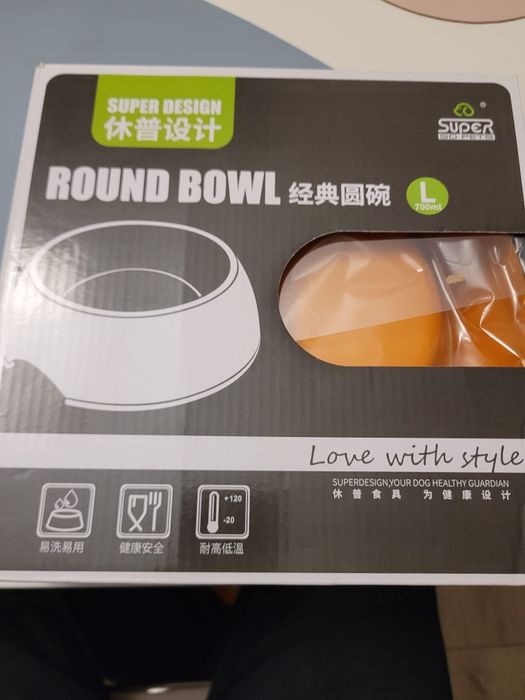 SUPER DESIGN
休普设计
®
SUPER
SD PETS
ROUND BOWL 经典圆碗
L
700ml
Love with style
SUPERDESIGN,YOUR DOG HEALTHY GUARDIAN
休普食具 为健康设计
+120
-20
易洗易用
健康安全
耐高低温